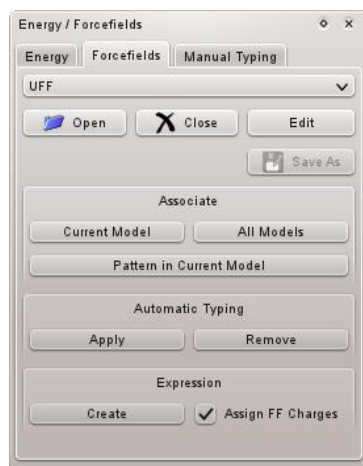 Energy / Forcefields
Energy Forcefields Manual Typing
UFF
Open Close Edit
Save As
Associate
Current Model All Models
Pattern in Current Model
Automatic Typing
Apply Remove
Expression
Create Assign FF Charges